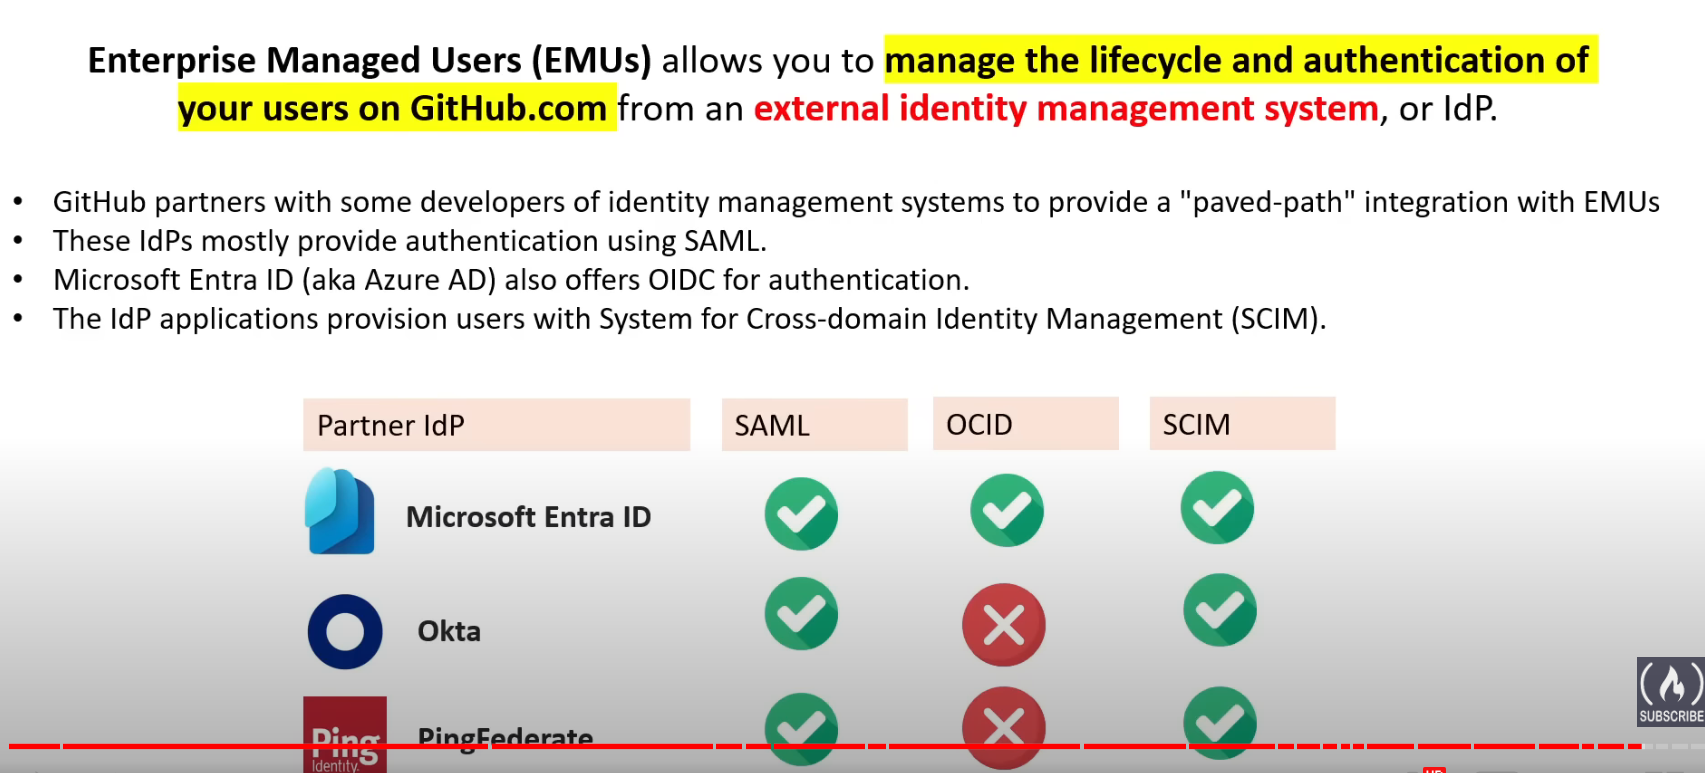 Enterprise Managed Users (EMUs) allows you to manage the lifecycle and authentication of
your users on GitHub.com from an external identity management system, or IdP.
• GitHub partners with some developers of identity management systems to provide a "paved-path" integration with EMUs
• These IdPs mostly provide authentication using SAML.
• Microsoft Entra ID (aka Azure AD) also offers OIDC for authentication.
• The IdP applications provision users with System for Cross-domain Identity Management (SCIM).
Partner IdP SAML OCID SCIM
Microsoft Entra ID
Okta
SUBSCRIBE
Ping PingFederate
Identity.
HD